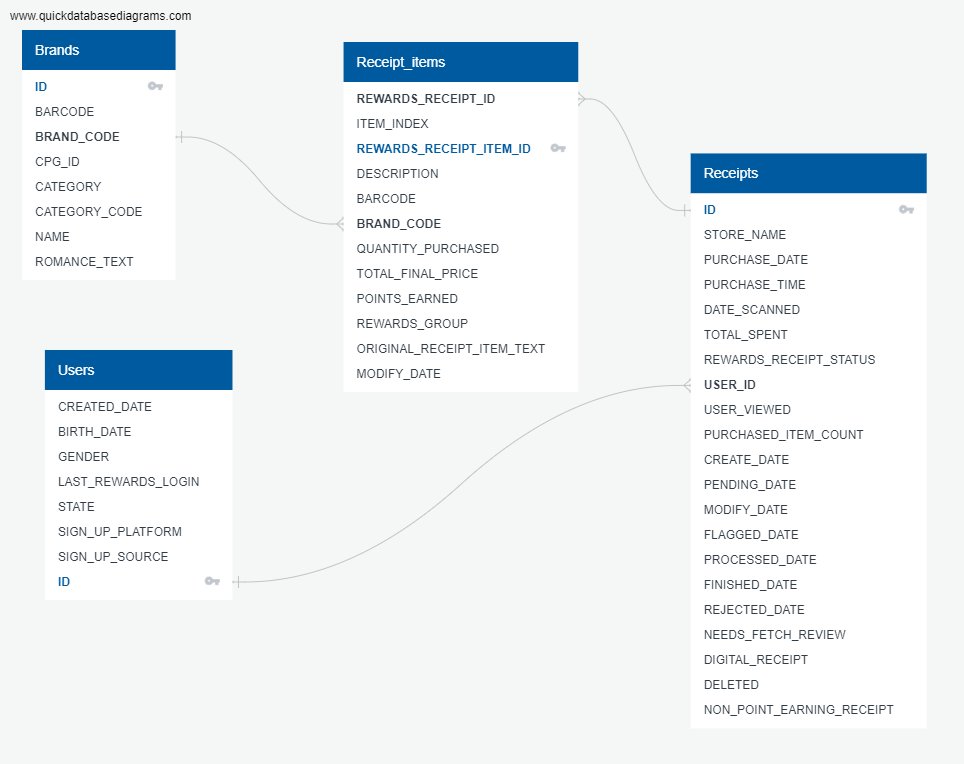 www.quickdatabasediagrams.com
Brands
ID
BARCODE
BRAND_CODE
CPG_ID
CATEGORY
CATEGORY_CODE
NAME
ROMANCE_TEXT
Receipt_items
REWARDS_RECEIPT_ID
ITEM_INDEX
REWARDS_RECEIPT_ITEM_ID
DESCRIPTION
BARCODE
BRAND_CODE
QUANTITY_PURCHASED
TOTAL_FINAL_PRICE
POINTS_EARNED
REWARDS_GROUP
ORIGINAL_RECEIPT_ITEM_TEXT
MODIFY_DATE
Receipts
ID
STORE_NAME
PURCHASE_DATE
PURCHASE_TIME
DATE_SCANNED
TOTAL_SPENT
REWARDS_RECEIPT_STATUS
USER_ID
USER_VIEWED
PURCHASED_ITEM_COUNT
CREATE_DATE
PENDING_DATE
MODIFY_DATE
FLAGGED_DATE
PROCESSED_DATE
FINISHED_DATE
REJECTED_DATE
NEEDS_FETCH_REVIEW
DIGITAL_RECEIPT
DELETED
NON_POINT_EARNING_RECEIPT
Users
CREATED_DATE
BIRTH_DATE
GENDER
LAST_REWARDS_LOGIN
STATE
SIGN_UP_PLATFORM
SIGN_UP_SOURCE
ID